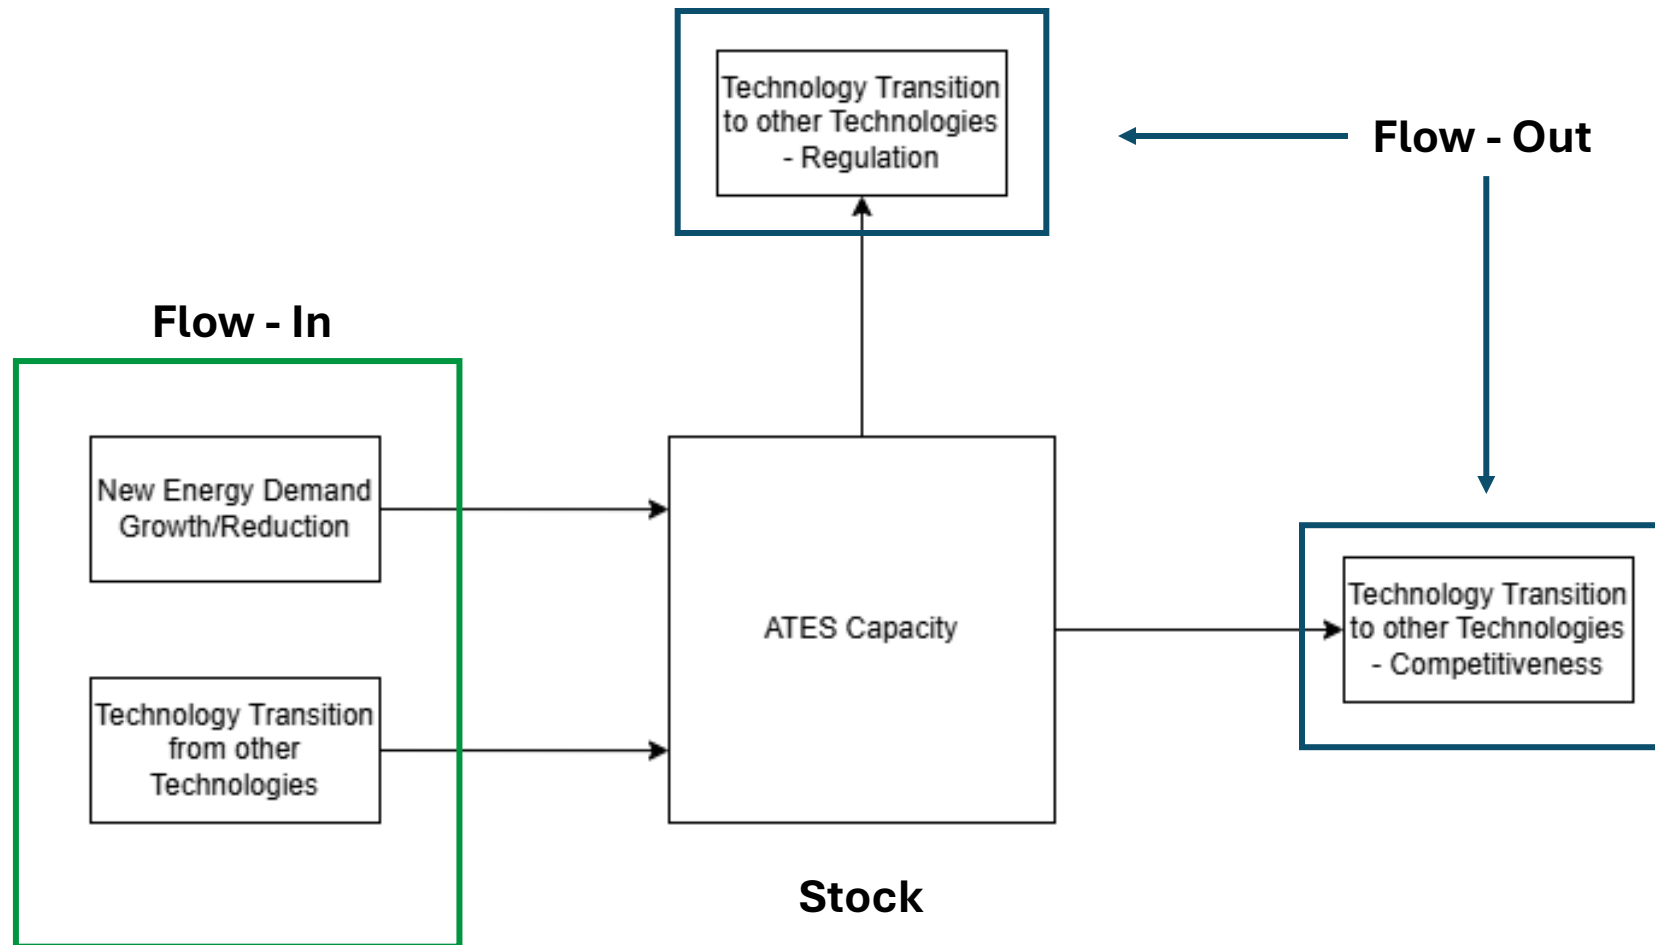 Technology Transition
to other Technologies
- Regulation
Flow - Out
Flow - In
New Energy Demand
Growth/Reduction
Technology Transition
from other
Technologies
ATES Capacity
Technology Transition
to other Technologies
- Competitiveness
Stock